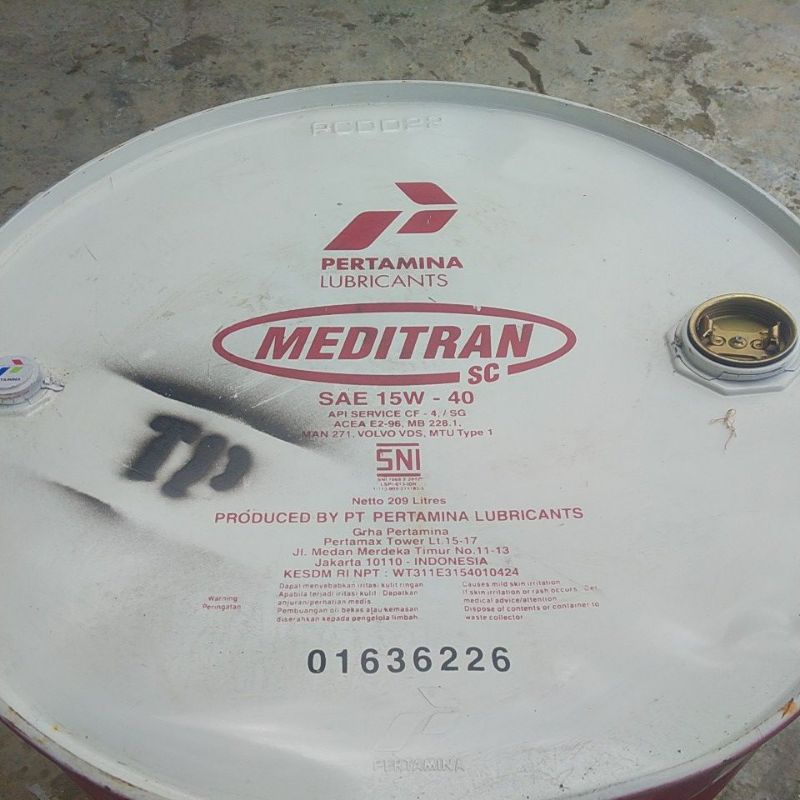 PERTAMINA
LUBRICANTS
MEDITRAN
SC
SAE 15W - 40
API SERVICE CF - 4, / SG
ACEA E2-96, MB 228.1,
MAN 271, VOLVO VDS, MTU Type 1
SNI
Netto 209 Litres
PRODUCED BY PT PERTAMINA LUBRICANTS
Grha Pertamina
Pertamax Tower Lt.15-17
Jl. Medan Merdeka Timur No.11-13
Jakarta 10110 - INDONESIA
KESDM RI NPT : WT311E3154010424
Warning
Peringatan
Dapat menyebabkan iritasi kulit ringan
Apabila terjadi iritasi kulit : Dapatkan
anjuran/perhatian medis
Pembuangan oli bekas atau kemasan
diserahkan kepada pengelola limbah
Causes mild skin irritation
If skin irritation or rash occurs : Get
medical advice/attention
Dispose of contents or container to
waste collector
01636226
TP
PERTAMINA